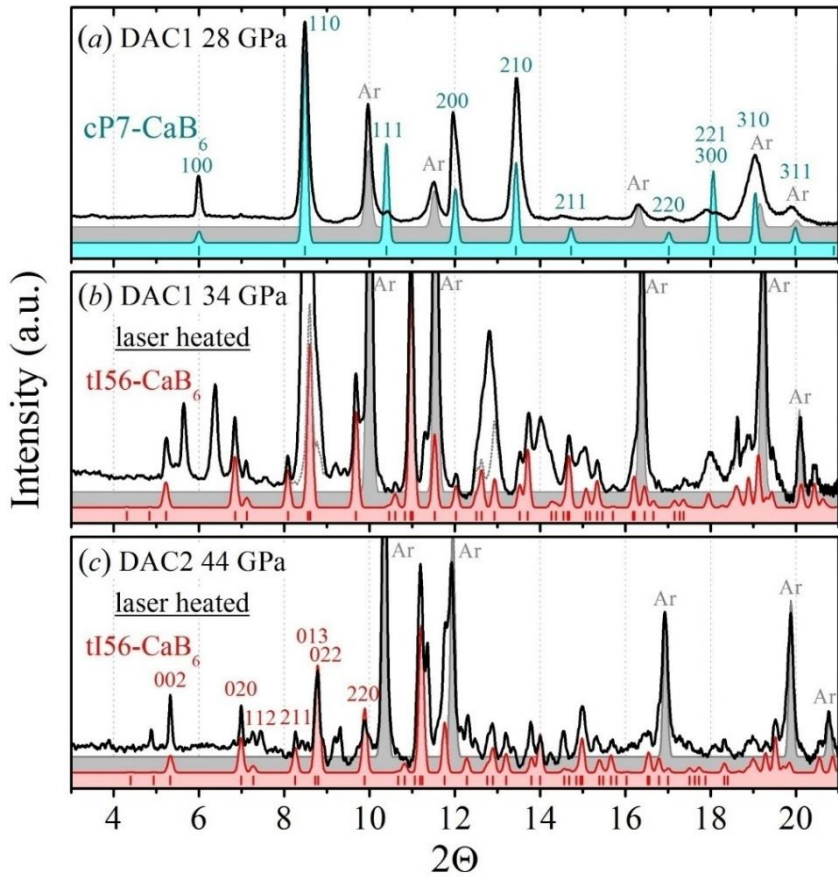 (a) DAC1 28 GPa
110
Ar
cP7-CaB6
100
111
200
210
Ar
211
Ar
220
221
300
310
Ar
311
Ar
(b) DAC1 34 GPa
laser heated
tI56-CaB6
Ar
Ar
Ar
Ar
Ar
(c) DAC2 44 GPa
laser heated
tI56-CaB6
002
020
112
211
013
022
220
Ar
Ar
Ar
Ar
Ar
Intensity (a.u.)
4 6 8 10 12 14 16 18 20
2Θ